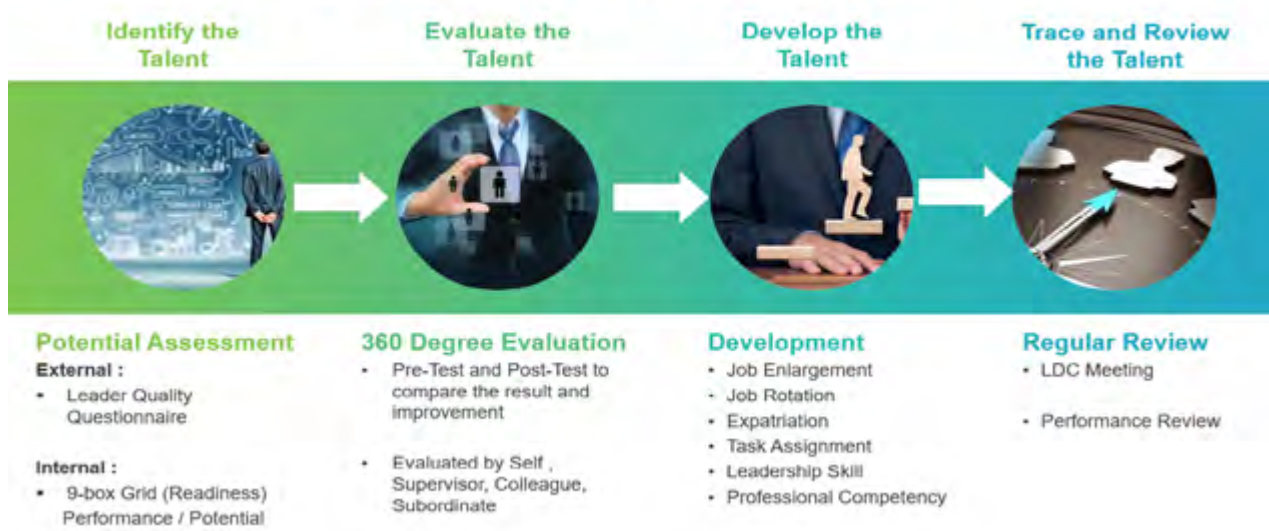 Identify the
Talent
Evaluate the
Talent
Develop the
Talent
Trace and Review
the Talent
Potential Assessment
External :
• Leader Quality
Questionnaire
Internal :
• 9-box Grid (Readiness)
Performance / Potential
360 Degree Evaluation
• Pre-Test and Post-Test to
compare the result and
improvement
• Evaluated by Self ,
Supervisor, Colleague,
Subordinate
Development
• Job Enlargement
• Job Rotation
• Expatriation
• Task Assignment
• Leadership Skill
• Professional Competency
Regular Review
• LDC Meeting
• Performance Review